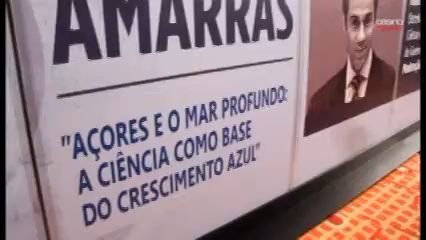 AMARRAS
"AÇORES E O MAR PROFUNDO:
A CIÊNCIA COMO BASE
DO CRESCIMENTO AZUL"